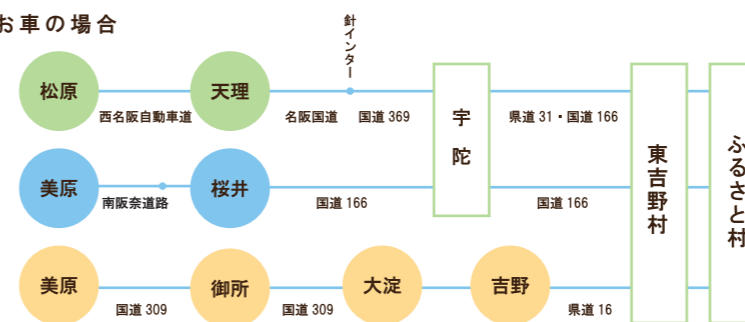 お車の場合
針インター
松原
西名阪自動車道
天理
名阪国道
国道 369
宇陀
県道 31・国道 166
東吉野村
ふるさと村
美原
南阪奈道路
桜井
国道 166
国道 166
美原
国道 309
御所
国道 309
大淀
吉野
県道 16